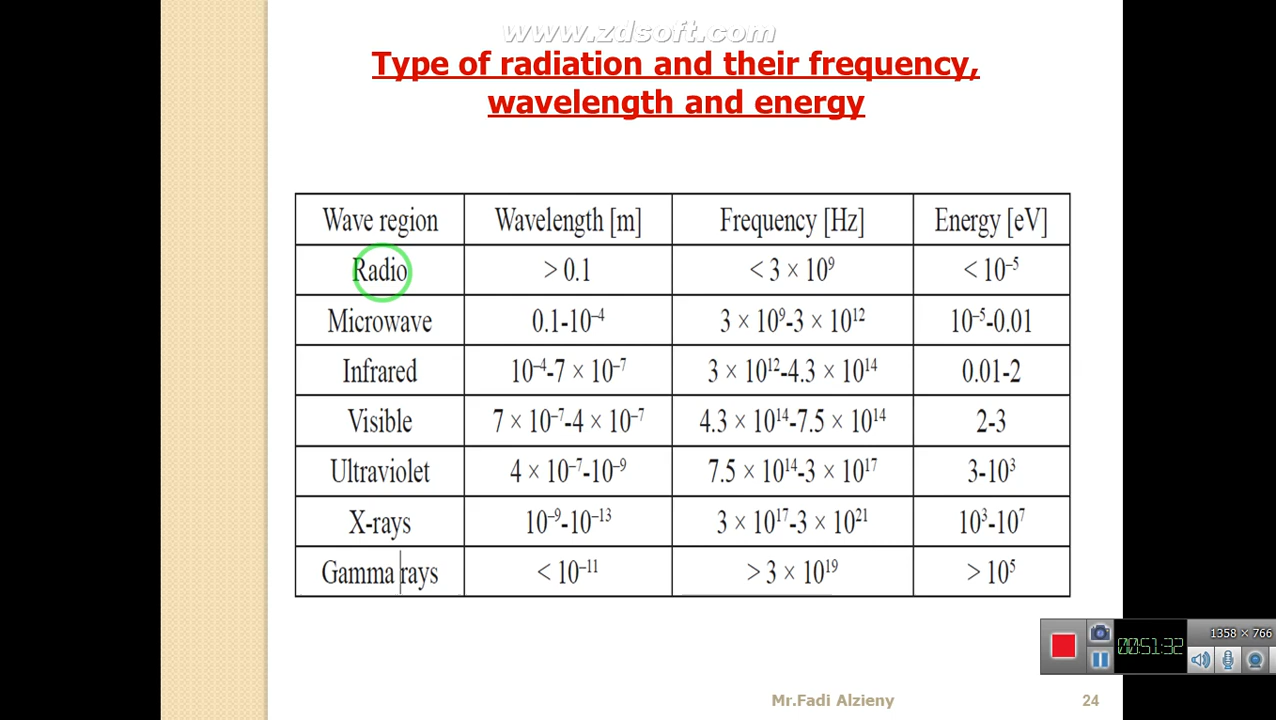 www.zdsoft.com
Type of radiation and their frequency,
wavelength and energy
Wave region Wavelength [m] Frequency [Hz] Energy [eV]
Radio > 0.1 < 3 × 10⁹ < 10⁻⁵
Microwave 0.1-10⁻⁴ 3 × 10⁹-3 × 10¹² 10⁻⁵-0.01
Infrared 10⁻⁴-7 × 10⁻⁷ 3 × 10¹²-4.3 × 10¹⁴ 0.01-2
Visible 7 × 10⁻⁷-4 × 10⁻⁷ 4.3 × 10¹⁴-7.5 × 10¹⁴ 2-3
Ultraviolet 4 × 10⁻⁷-10⁻⁹ 7.5 × 10¹⁴-3 × 10¹⁷ 3-10³
X-rays 10⁻⁹-10⁻¹³ 3 × 10¹⁷-3 × 10²¹ 10³-10⁷
Gamma rays < 10⁻¹¹ > 3 × 10¹⁹ > 10⁵
1358 × 766
00:51:32
Mr.Fadi Alzieny 24